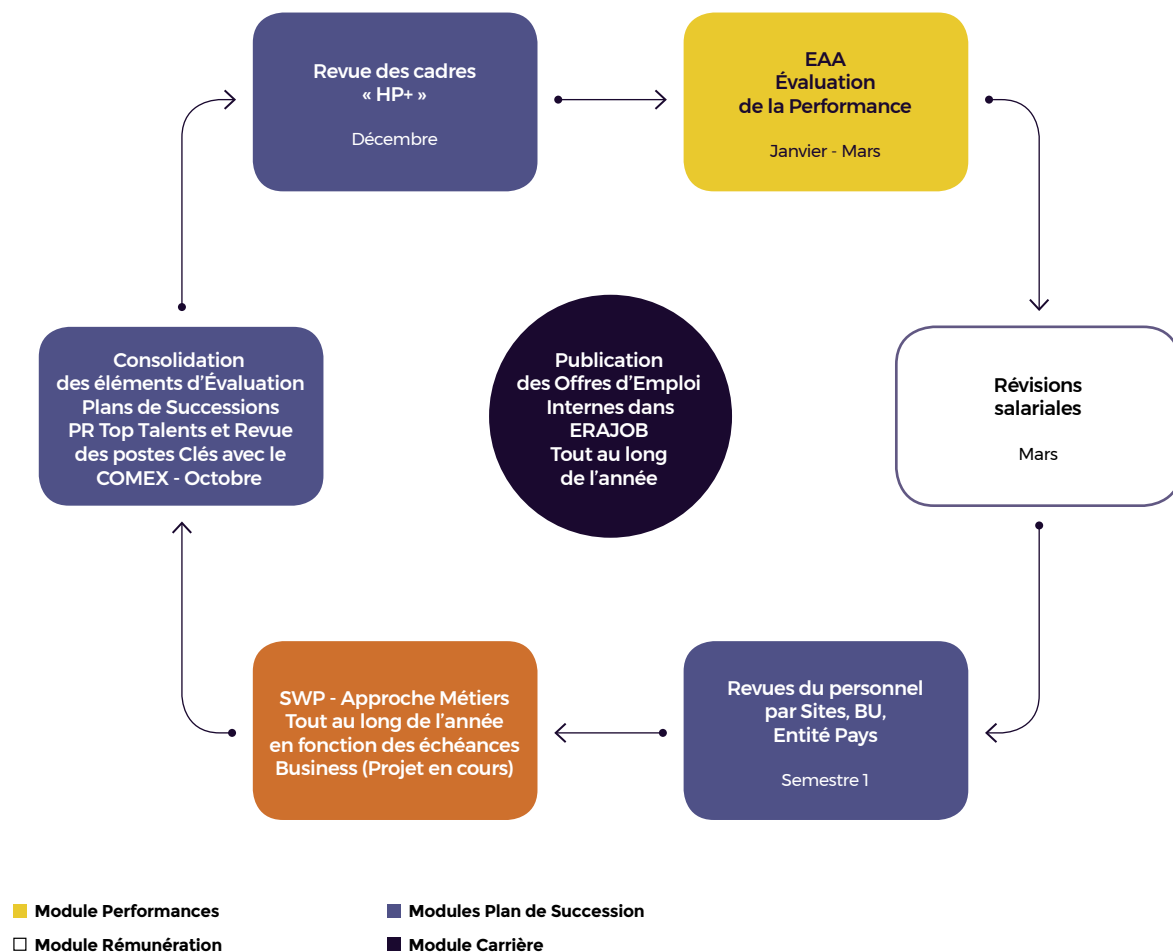 Revue des cadres
« HP+ »
Décembre
EAA
Évaluation
de la Performance
Janvier - Mars
Consolidation
des éléments d’Évaluation
Plans de Successions
PR Top Talents et Revue
des postes Clés avec le
COMEX - Octobre
Publication
des Offres d’Emploi
Internes dans
ERAJOB
Tout au long
de l’année
Révisions
salariales
Mars
SWP - Approche Métiers
Tout au long de l’année
en fonction des échéances
Business (Projet en cours)
Revues du personnel
par Sites, BU,
Entité Pays
Semestre 1
Module Performances
Modules Plan de Succession
Module Rémunération
Module Carrière